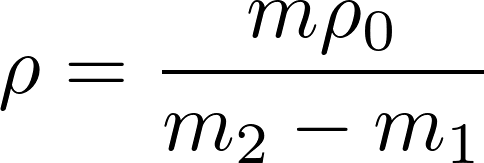 ρ = mρ₀ / (m₂ − m₁)